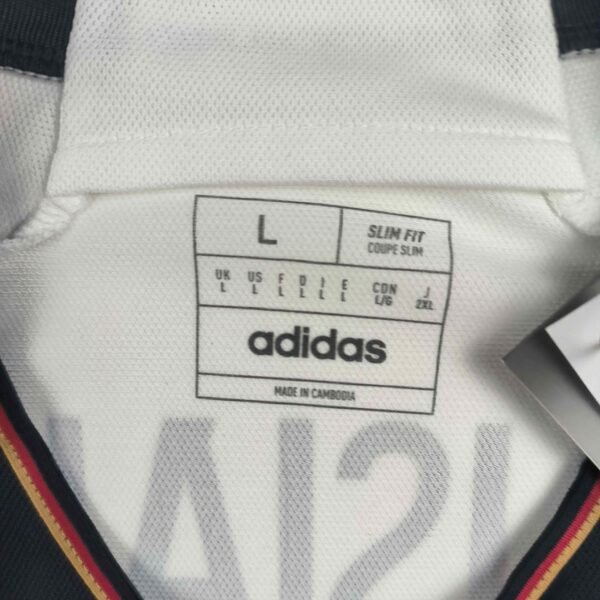 L
SLIM FIT
COUPE SLIM
UK US F D I E CDN J
L L L L L L L/G 2XL
adidas
MADE IN CAMBODIA